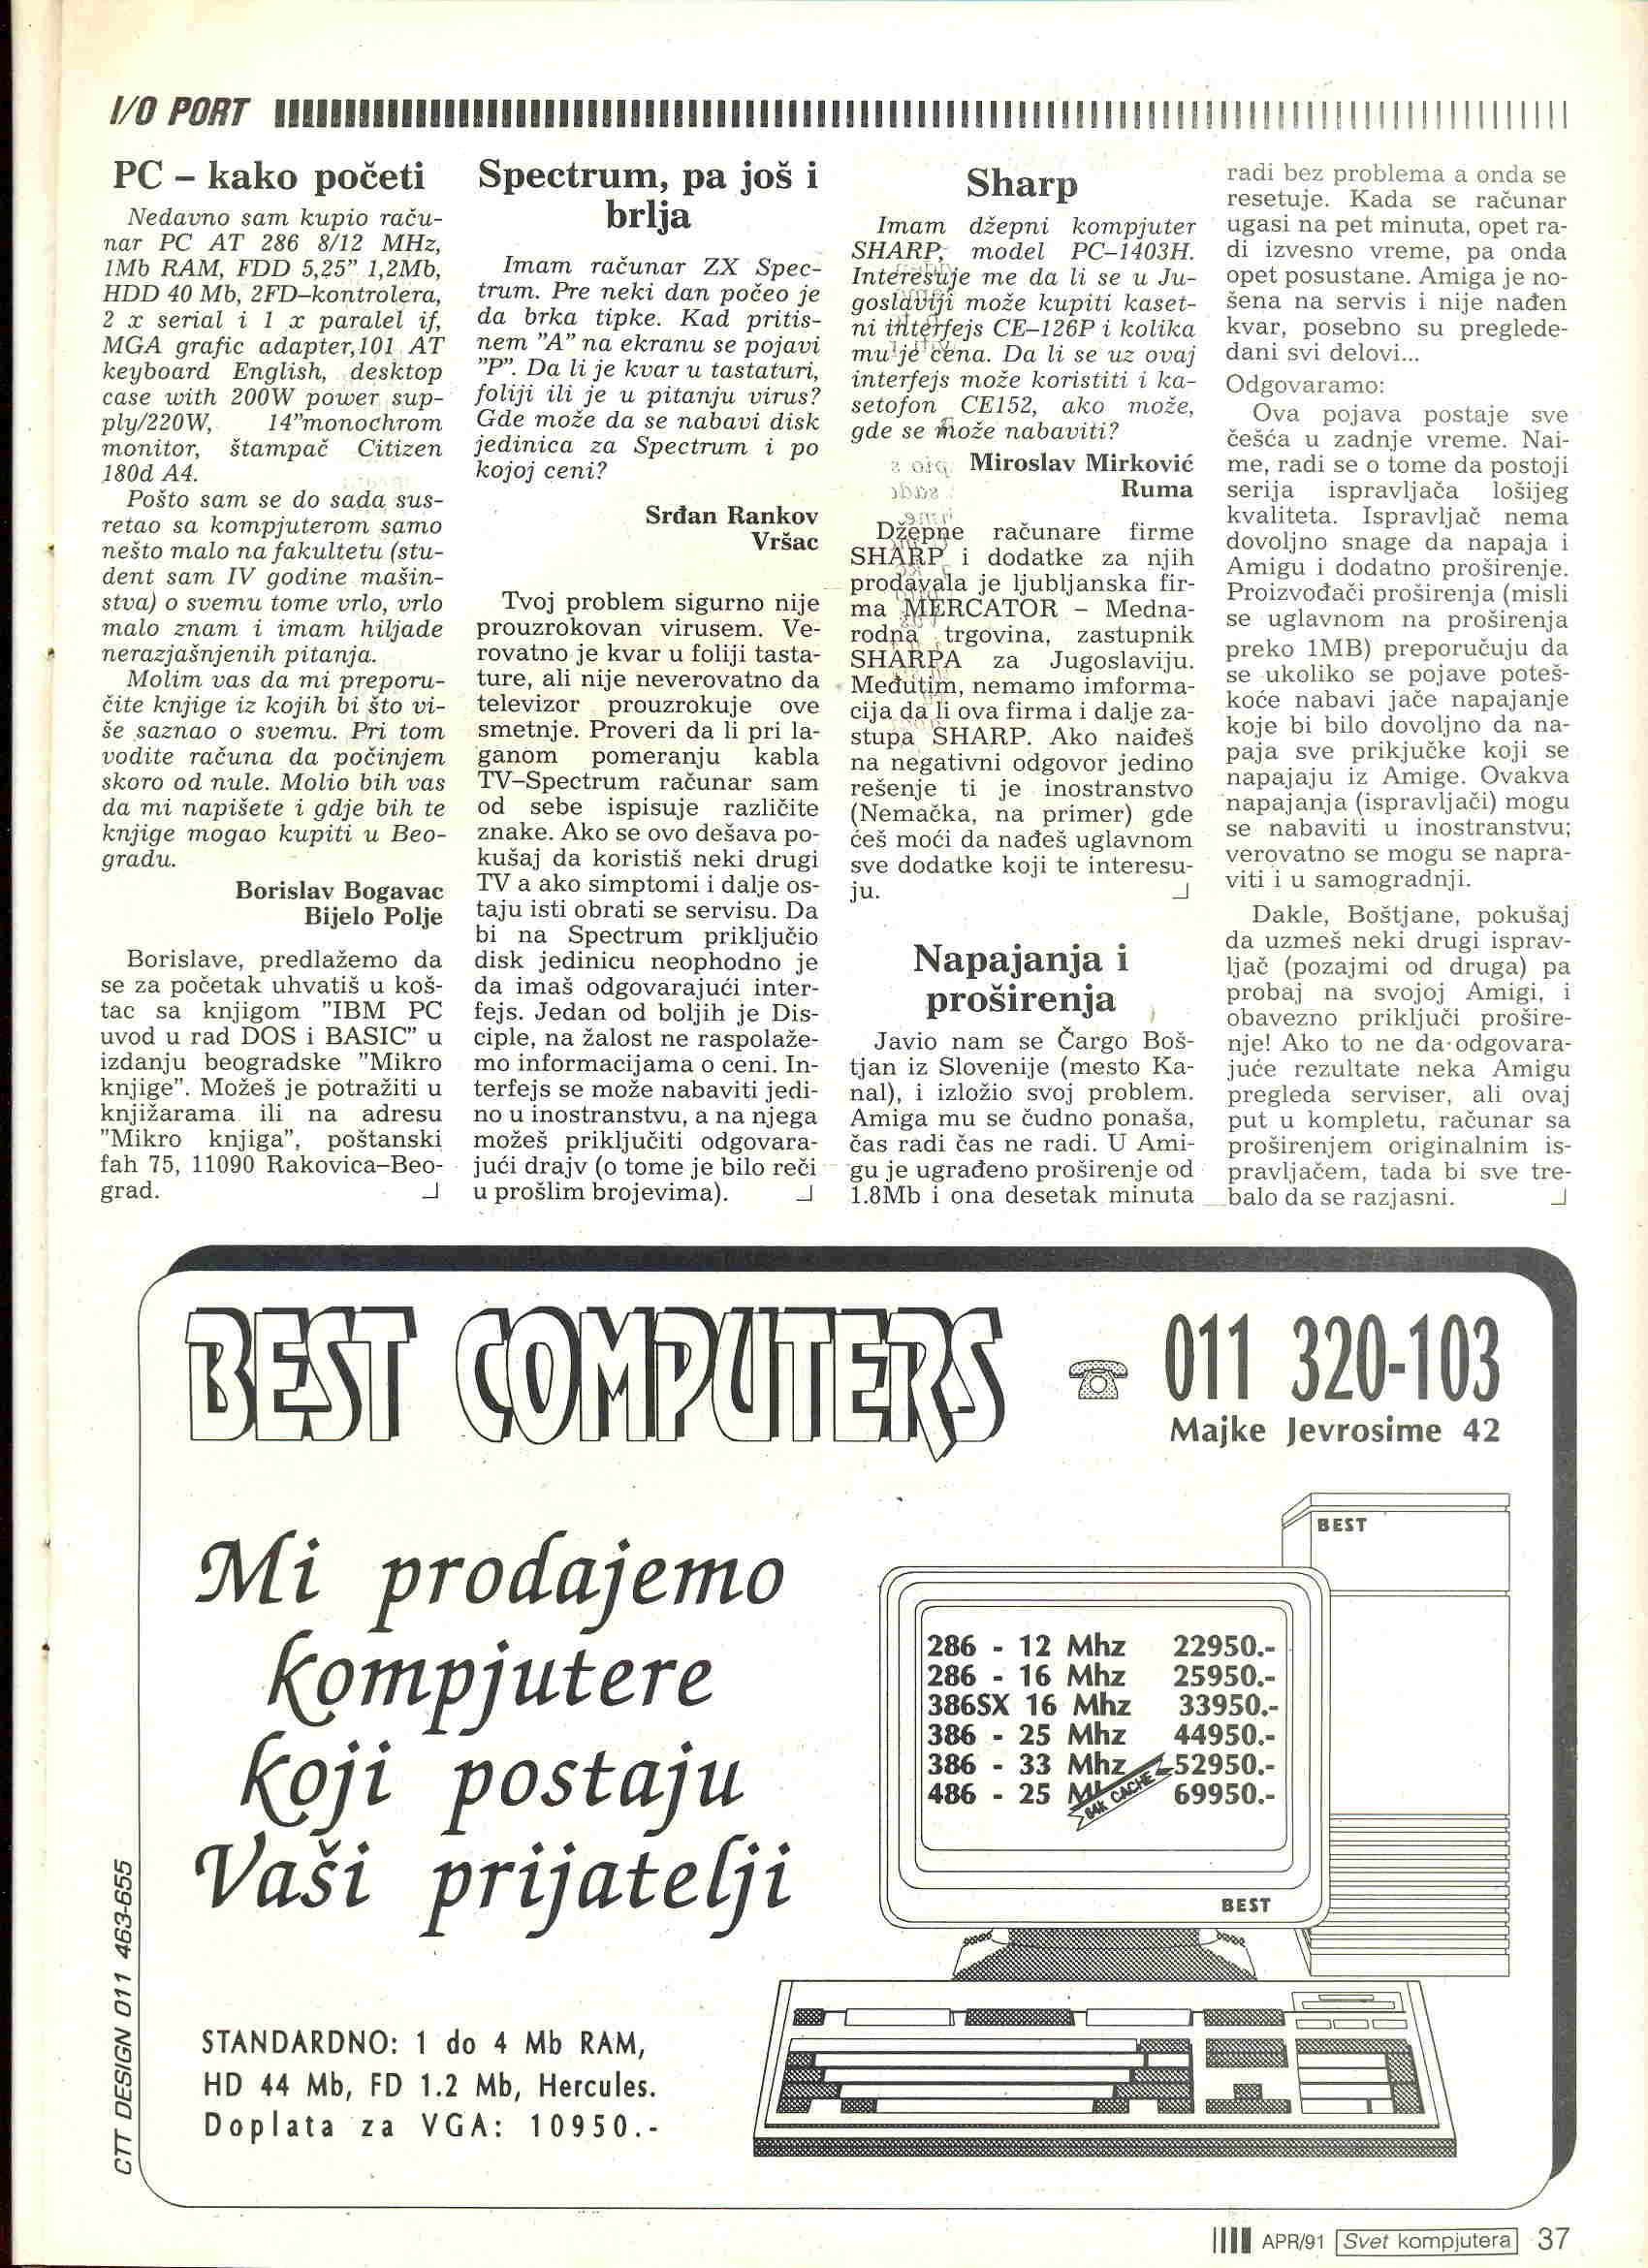 I/O PORT
PC – kako početi
Nedavno sam kupio raču-
nar PC AT 286 8/12 MHz,
1Mb RAM, FDD 5,25” 1,2Mb,
HDD 40 Mb, 2FD–kontrolera,
2 x serial i 1 x paralel if,
MGA grafic adapter,101 AT
keyboard English, desktop
case with 200W power sup-
ply/220W, 14”monochrom
monitor, štampač Citizen
180d A4.
Pošto sam se do sada sus-
retao sa kompjuterom samo
nešto malo na fakultetu (stu-
dent sam IV godine mašin-
stva) o svemu tome vrlo, vrlo
malo znam i imam hiljade
nerazjašnjenih pitanja.
Molim vas da mi preporu-
čite knjige iz kojih bi što vi-
še saznao o svemu. Pri tom
vodite računa da počinjem
skoro od nule. Molio bih vas
da mi napišete i gdje bih te
knjige mogao kupiti u Beo-
gradu.
Borislav Bogavac
Bijelo Polje
Borislave, predlažemo da
se za početak uhvatiš u koš-
tac sa knjigom "IBM PC
uvod u rad DOS i BASIC” u
izdanju beogradske "Mikro
knjige”. Možeš je potražiti u
knjižarama ili na adresu
"Mikro knjiga”, poštanski
fah 75, 11090 Rakovica–Beo-
grad.
Spectrum, pa još i
brlja
Imam računar ZX Spec-
trum. Pre neki dan počeo je
da brka tipke. Kad pritis-
nem ”A” na ekranu se pojavi
”P”. Da li je kvar u tastaturi,
foliji ili je u pitanju virus?
Gde može da se nabavi disk
jedinica za Spectrum i po
kojoj ceni?
Srđan Rankov
Vršac
Tvoj problem sigurno nije
prouzrokovan virusem. Ve-
rovatno je kvar u foliji tasta-
ture, ali nije neverovatno da
televizor prouzrokuje ove
smetnje. Proveri da li pri la-
ganom pomeranju kabla
TV–Spectrum računar sam
od sebe ispisuje različite
znake. Ako se ovo dešava po-
kušaj da koristiš neki drugi
TV a ako simptomi i dalje os-
taju isti obrati se servisu. Da
bi na Spectrum priključio
disk jedinicu neophodno je
da imaš odgovarajući inter-
fejs. Jedan od boljih je Dis-
ciple, na žalost ne raspolaže-
mo informacijama o ceni. In-
terfejs se može nabaviti jedi-
no u inostranstvu, a na njega
možeš priključiti odgovara-
jući drajv (o tome je bilo reči
u prošlim brojevima).
Sharp
Imam džepni kompjuter
SHARP, model PC–1403H.
Interesuje me da li se u Ju-
goslaviji može kupiti kaset-
ni interfejs CE–126P i kolika
mu je cena. Da li se uz ovaj
interfejs može koristiti i ka-
setofon CE152, ako može,
gde se može nabaviti?
Miroslav Mirković
Ruma
Džepne računare firme
SHARP i dodatke za njih
prodavala je ljubljanska fir-
ma MERCATOR – Medna-
rodna trgovina, zastupnik
SHARPA za Jugoslaviju.
Međutim, nemamo imforma-
cija da li ova firma i dalje za-
stupa SHARP. Ako naiđeš
na negativni odgovor jedino
rešenje ti je inostranstvo
(Nemačka, na primer) gde
ćeš moći da nađeš uglavnom
sve dodatke koji te interesu-
ju.
Napajanja i
proširenja
Javio nam se Čargo Boš-
tjan iz Slovenije (mesto Ka-
nal), i izložio svoj problem.
Amiga mu se čudno ponaša,
čas radi čas ne radi. U Ami-
gu je ugrađeno proširenje od
1.8Mb i ona desetak minuta
radi bez problema a onda se
resetuje. Kada se računar
ugasi na pet minuta, opet ra-
di izvesno vreme, pa onda
opet posustane. Amiga je no-
šena na servis i nije nađen
kvar, posebno su preglede-
dani svi delovi...
Odgovaramo:
Ova pojava postaje sve
češća u zadnje vreme. Nai-
me, radi se o tome da postoji
serija ispravljača lošijeg
kvaliteta. Ispravljač nema
dovoljno snage da napaja i
Amigu i dodatno proširenje.
Proizvođači proširenja (misli
se uglavnom na proširenja
preko 1MB) preporučuju da
se ukoliko se pojave poteš-
koće nabavi jače napajanje
koje bi bilo dovoljno da na-
paja sve prikjučke koji se
napajaju iz Amige. Ovakva
napajanja (ispravljači) mogu
se nabaviti u inostranstvu;
verovatno se mogu se napra-
viti i u samogradnji.
Dakle, Boštjane, pokušaj
da uzmeš neki drugi isprav-
ljač (pozajmi od druga) pa
probaj na svojoj Amigi, i
obavezno priključi prošire-
nje! Ako to ne da odgovara-
juće rezultate neka Amigu
pregleda serviser, ali ovaj
put u kompletu, računar sa
proširenjem originalnim is-
pravljačem, tada bi sve tre-
balo da se razjasni.
BEST COMPUTERS
011 320-103
Majke Jevrosime 42
Mi prodajemo
kompjutere
koji postaju
Vaši prijatelji
BEST
286 - 12 Mhz 22950.-
286 - 16 Mhz 25950.-
386SX 16 Mhz 33950.-
386 - 25 Mhz 44950.-
386 - 33 Mhz 52950.-
486 - 25 69950.-
64K CACHE
BEST
STANDARDNO: 1 do 4 Mb RAM,
HD 44 Mb, FD 1.2 Mb, Hercules.
Doplata za VGA: 10950.-
CTT DESIGN 011 463-655
APR/91 Svet kompjutera 37